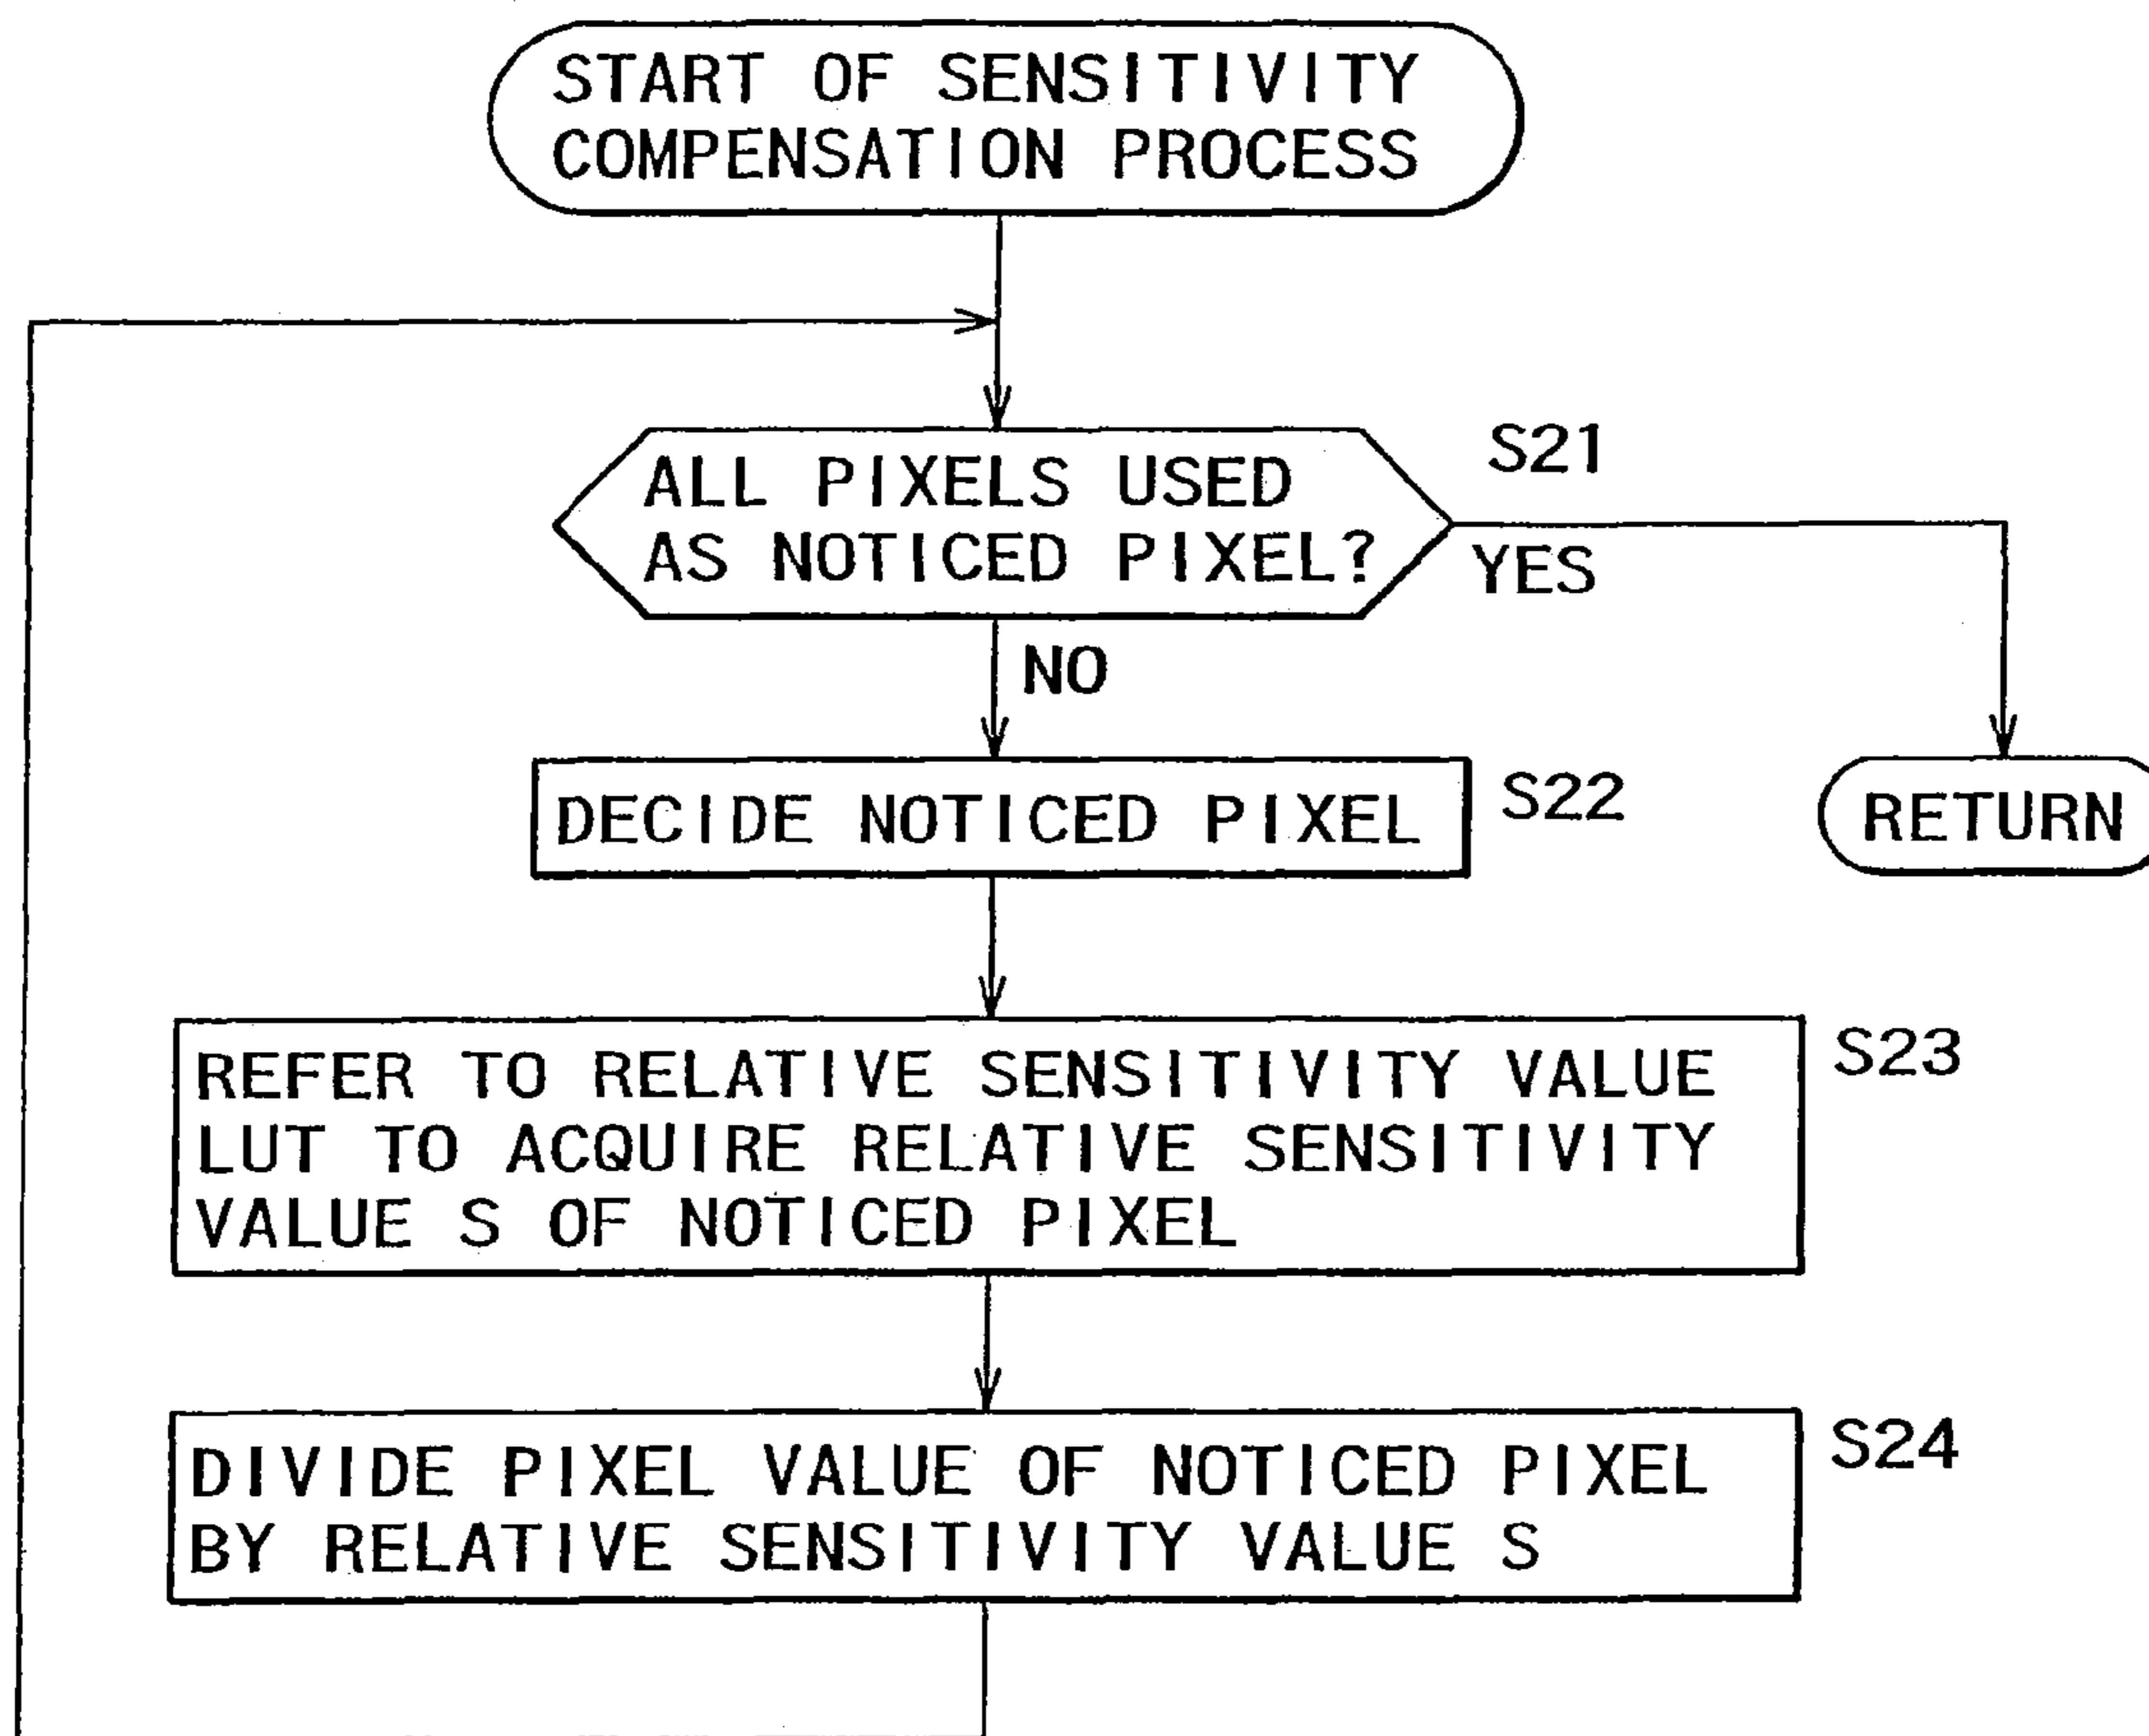 START OF SENSITIVITY
COMPENSATION PROCESS
ALL PIXELS USED
AS NOTICED PIXEL?
S21
YES
NO
DECIDE NOTICED PIXEL
S22
RETURN
REFER TO RELATIVE SENSITIVITY VALUE
LUT TO ACQUIRE RELATIVE SENSITIVITY
VALUE S OF NOTICED PIXEL
S23
DIVIDE PIXEL VALUE OF NOTICED PIXEL
BY RELATIVE SENSITIVITY VALUE S
S24